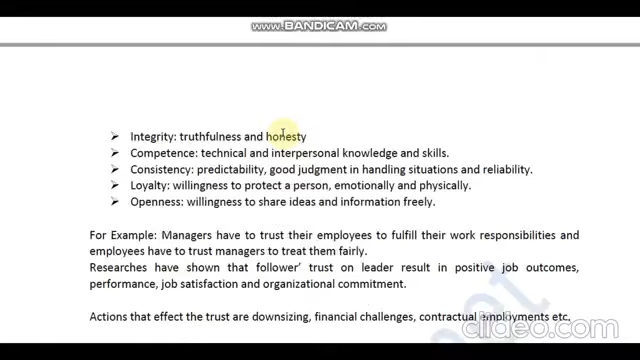 WWW.BANDICAM.COM
➢ Integrity: truthfulness and honesty
➢ Competence: technical and interpersonal knowledge and skills.
➢ Consistency: predictability, good judgment in handling situations and reliability.
➢ Loyalty: willingness to protect a person, emotionally and physically.
➢ Openness: willingness to share ideas and information freely.
For Example: Managers have to trust their employees to fulfill their work responsibilities and
employees have to trust managers to treat them fairly.
Researches have shown that follower’ trust on leader result in positive job outcomes,
performance, job satisfaction and organizational commitment.
Actions that effect the trust are downsizing, financial challenges, contractual employments etc.
clideo.com